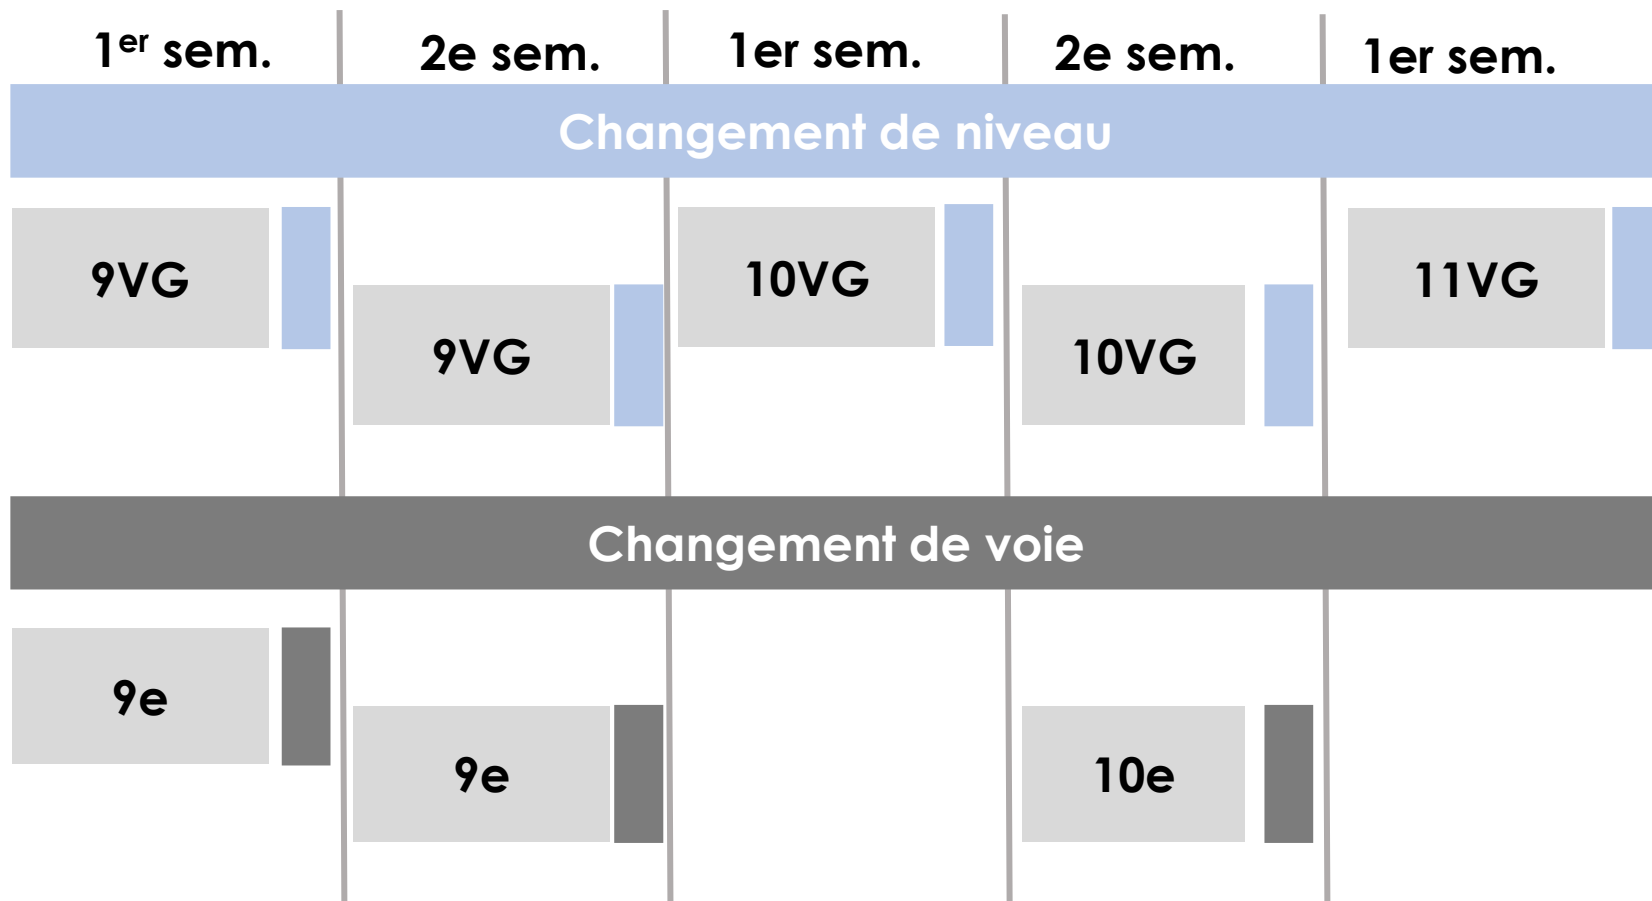 1er sem.
2e sem.
1er sem.
2e sem.
1er sem.
Changement de niveau
9VG
9VG
10VG
10VG
11VG
Changement de voie
9e
9e
10e